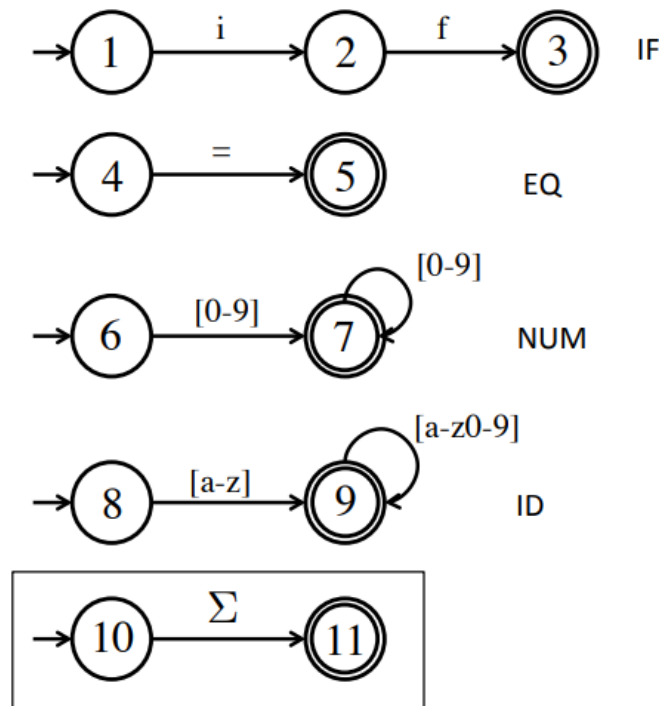 i f
1 2 3 IF
=
4 5 EQ
[0-9]
[0-9]
6 7 NUM
[a-z0-9]
[a-z]
8 9 ID
Σ
10 11